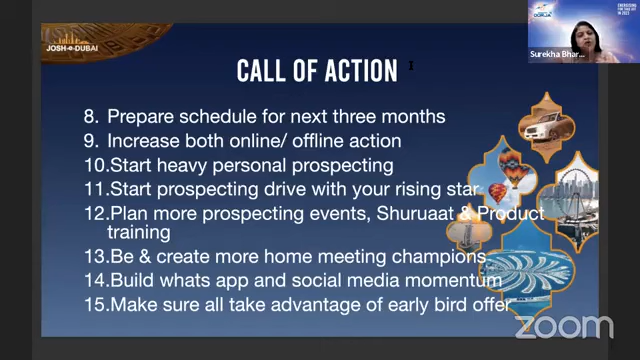 JOSH-e-DUBAI
CALL OF ACTION
8. Prepare schedule for next three months
9. Increase both online/ offline action
10.Start heavy personal prospecting
11.Start prospecting drive with your rising star
12.Plan more prospecting events, Shuruaat & Product
training
13.Be & create more home meeting champions
14.Build whats app and social media momentum
15.Make sure all take advantage of early bird offer
ENERGISING
IN 2022
Surekha Bhar...
zoom